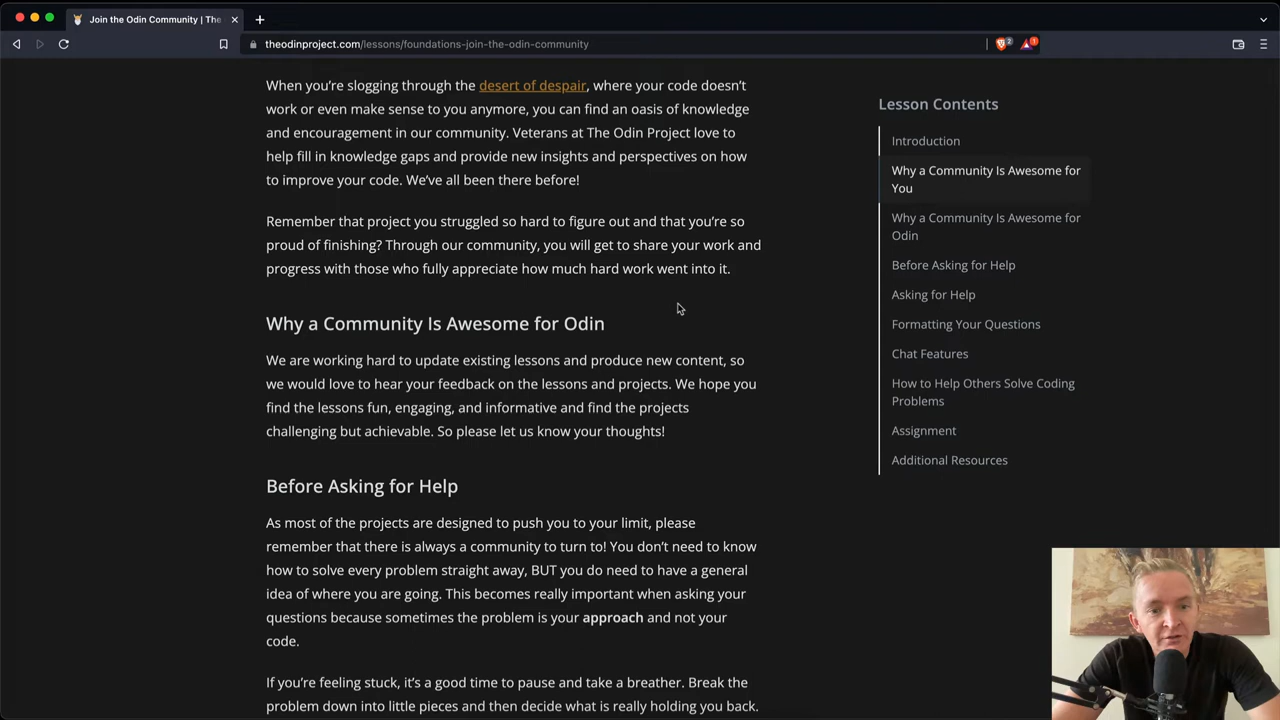 Join the Odin Community | The
theodinproject.com/lessons/foundations-join-the-odin-community
2
1
When you’re slogging through the desert of despair, where your code doesn’t
work or even make sense to you anymore, you can find an oasis of knowledge
and encouragement in our community. Veterans at The Odin Project love to
help fill in knowledge gaps and provide new insights and perspectives on how
to improve your code. We’ve all been there before!
Remember that project you struggled so hard to figure out and that you’re so
proud of finishing? Through our community, you will get to share your work and
progress with those who fully appreciate how much hard work went into it.
Why a Community Is Awesome for Odin
We are working hard to update existing lessons and produce new content, so
we would love to hear your feedback on the lessons and projects. We hope you
find the lessons fun, engaging, and informative and find the projects
challenging but achievable. So please let us know your thoughts!
Before Asking for Help
As most of the projects are designed to push you to your limit, please
remember that there is always a community to turn to! You don’t need to know
how to solve every problem straight away, BUT you do need to have a general
idea of where you are going. This becomes really important when asking your
questions because sometimes the problem is your approach and not your
code.
If you’re feeling stuck, it’s a good time to pause and take a breather. Break the
problem down into little pieces and then decide what is really holding you back.
Lesson Contents
Introduction
Why a Community Is Awesome for
You
Why a Community Is Awesome for
Odin
Before Asking for Help
Asking for Help
Formatting Your Questions
Chat Features
How to Help Others Solve Coding
Problems
Assignment
Additional Resources